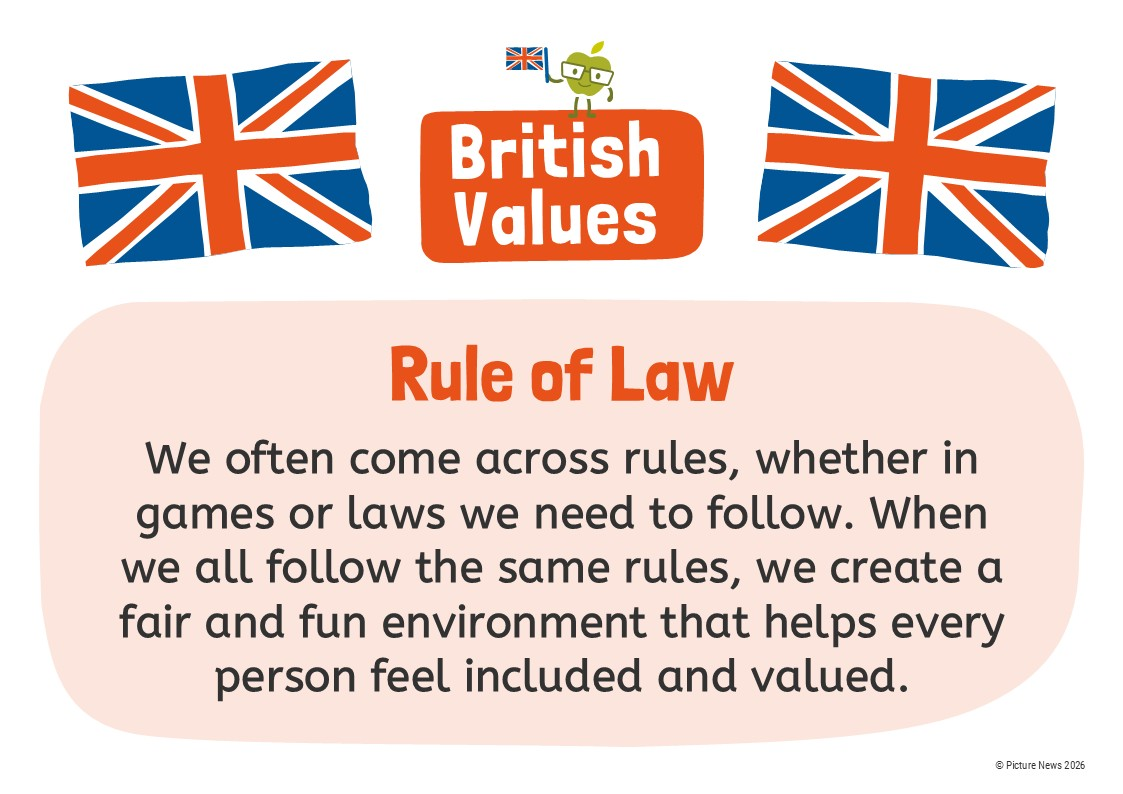 British
Values
Rule of Law
We often come across rules, whether in
games or laws we need to follow. When
we all follow the same rules, we create a
fair and fun environment that helps every
person feel included and valued.
© Picture News 2026